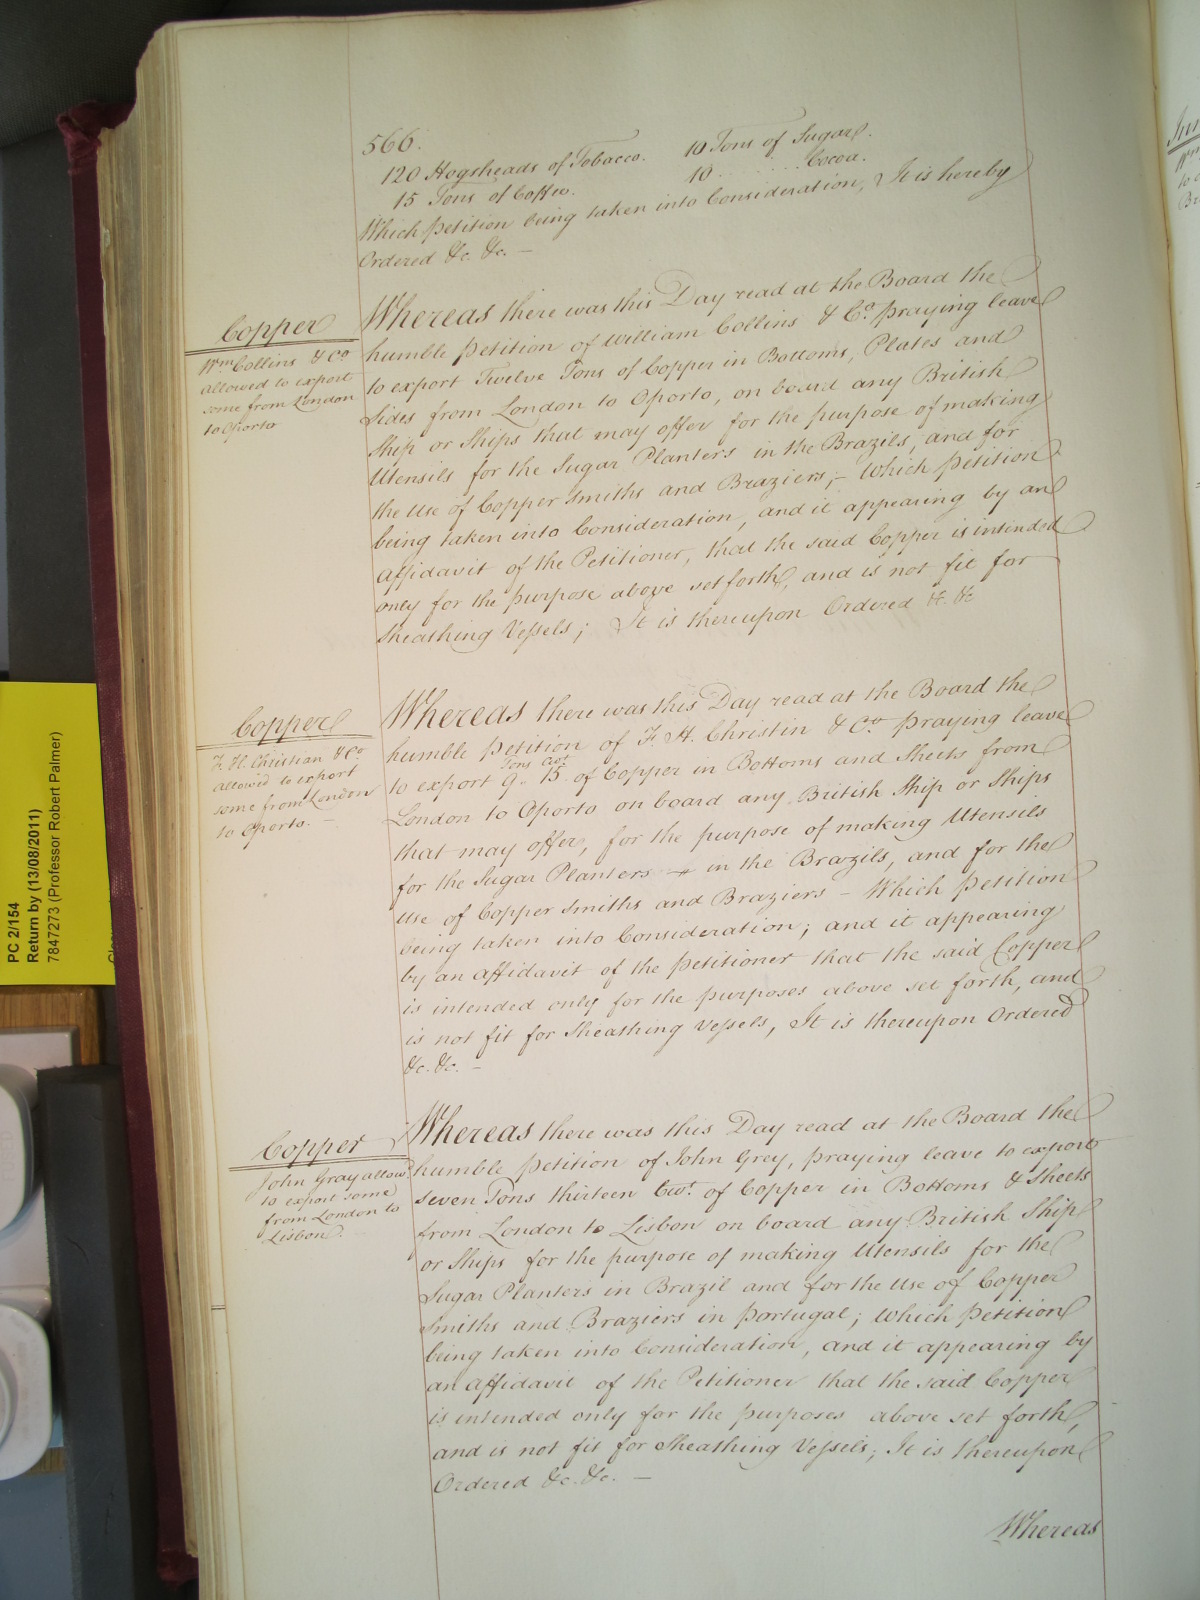 566.
120 Hogsheads of Tobacco. 10 Tons of Sugar.
15 Tons of Coffee. 10 ........ Cocoa.
Which petition being taken into Consideration, It is hereby
Ordered &c. &c. —
Copper
Wm Collins & Co
allowed to export
some from London
to Oporto
Whereas there was this Day read at the Board the
humble petition of William Collins & Co. praying leave
to export Twelve Tons of Copper in Bottoms, Plates and
Sides from London to Oporto, on board any British
Ship or Ships that may offer for the purpose of making
Utensils for the Sugar Planters in the Brazils, and for
the Use of Copper Smiths and Braziers; – Which petition
being taken into Consideration, and it appearing by an
affidavit of the Petitioner, that the said Copper is intended
only for the purpose above set forth, and is not fit for
Sheathing Vessels; It is thereupon Ordered &c. &c
Copper
F. H. Christian & Co
allowed to export
some from London
to Oporto. —
Whereas there was this Day read at the Board the
humble petition of F. H. Christin & Co. praying leave
to export 9 Tons 15 Cwt of Copper in Bottoms and Sheets from
London to Oporto on board any British Ship or Ships
that may offer, for the purpose of making Utensils
for the Sugar Planters in the Brazils, and for the
Use of Copper Smiths and Braziers – Which petition
being taken into Consideration; and it appearing
by an affidavit of the petitioner that the said Copper
is intended only for the purposes above set forth, and
is not fit for Sheathing Vessels, It is thereupon Ordered
&c. &c. —
Copper
John Gray allowd
to export some
from London to
Lisbon.
Whereas there was this Day read at the Board the
humble petition of John Grey, praying leave to export
seven Tons thirteen Cwt. of Copper in Bottoms & Sheets
from London to Lisbon on board any British Ship
or Ships for the purpose of making Utensils for the
Sugar Planters in Brazil and for the Use of Copper
Smiths and Braziers in portugal; Which petition
being taken into Consideration, and it appearing by
an affidavit of the Petitioner that the said Copper
is intended only for the purposes above set forth,
and is not fit for Sheathing Vessels; It is thereupon
Ordered &c. &c. —
Whereas
PC 2/154
Return by (13/08/2011)
7847273 (Professor Robert Palmer)